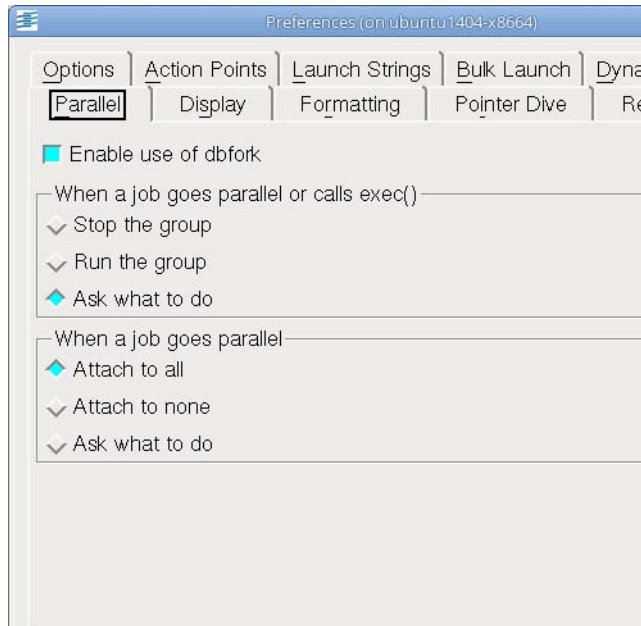 Preferences (on ubuntu1404-x8664)
Options Action Points Launch Strings Bulk Launch Dyna
Parallel Display Formatting Pointer Dive Re
Enable use of dbfork
When a job goes parallel or calls exec()
Stop the group
Run the group
Ask what to do
When a job goes parallel
Attach to all
Attach to none
Ask what to do